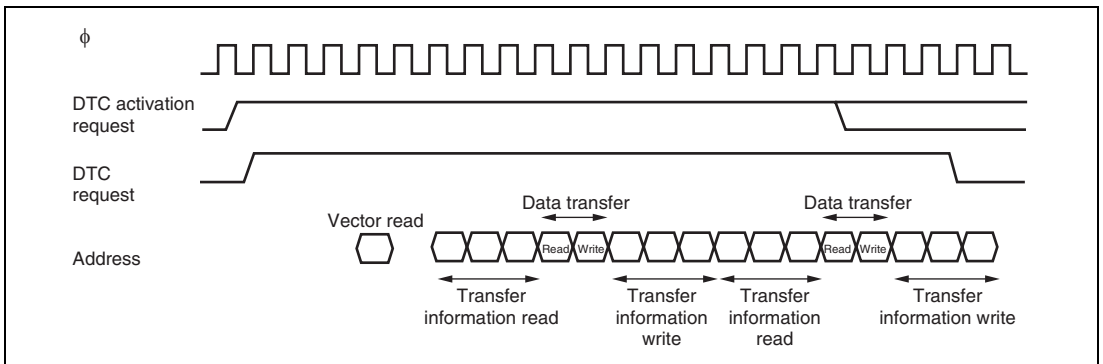 ϕ
DTC activation
request
DTC
request
Data transfer
Data transfer
Vector read
Address
Read
Write
Read
Write
Transfer
information read
Transfer
information
write
Transfer
information
read
Transfer
information write